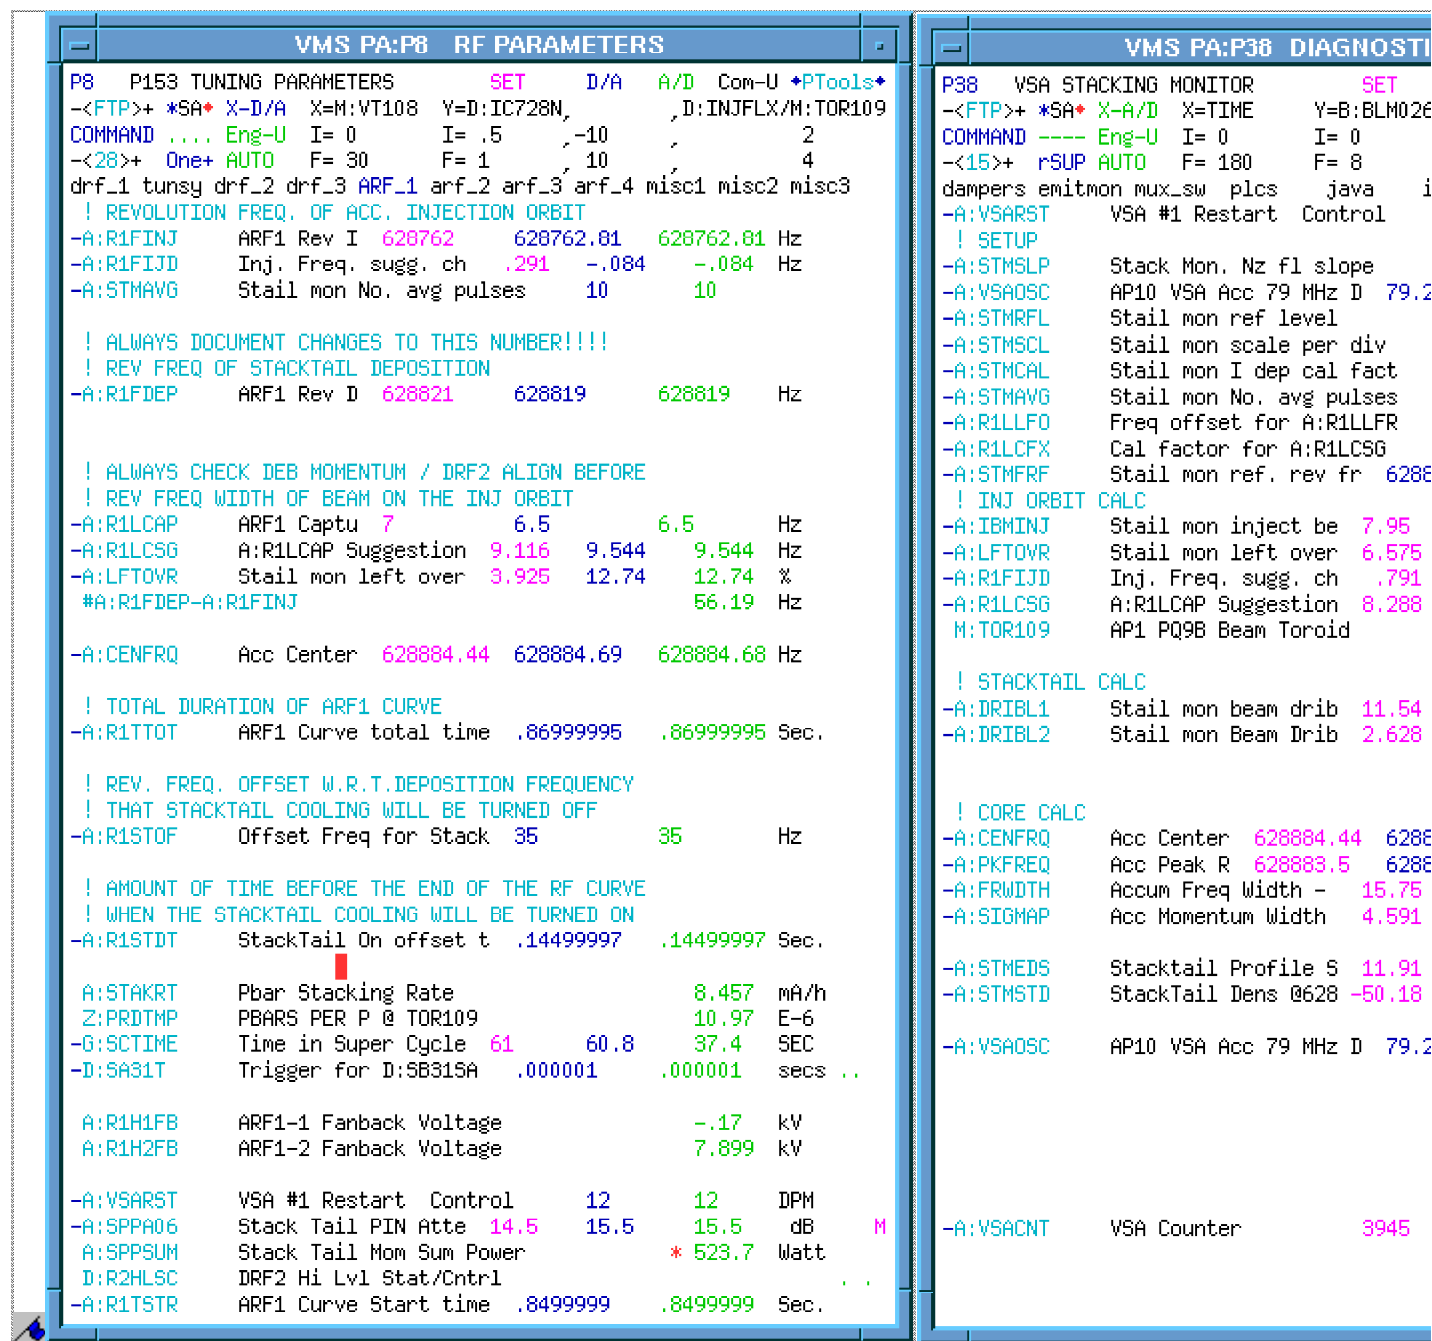 VMS PA:P8 RF PARAMETERS
P8 P153 TUNING PARAMETERS SET D/A A/D Com-U ◆PTools◆
-<FTP>+ *SA◆ X-D/A X=M:VT108 Y=D:IC728N, ,D:INJFLX/M:TOR109
COMMAND .... Eng-U I= 0 I= .5 ,-10 , 2
-<28>+ One+ AUTO F= 30 F= 1 , 10 , 4
drf_1 tunsy drf_2 drf_3 ARF_1 arf_2 arf_3 arf_4 misc1 misc2 misc3
! REVOLUTION FREQ. OF ACC. INJECTION ORBIT
-A:R1FINJ ARF1 Rev I 628762 628762.81 628762.81 Hz
-A:R1FIJD Inj. Freq. sugg. ch .291 -.084 -.084 Hz
-A:STMAVG Stail mon No. avg pulses 10 10
! ALWAYS DOCUMENT CHANGES TO THIS NUMBER!!!!
! REV FREQ OF STACKTAIL DEPOSITION
-A:R1FDEP ARF1 Rev D 628821 628819 628819 Hz
! ALWAYS CHECK DEB MOMENTUM / DRF2 ALIGN BEFORE
! REV FREQ WIDTH OF BEAM ON THE INJ ORBIT
-A:R1LCAP ARF1 Captu 7 6.5 6.5 Hz
-A:R1LCSG A:R1LCAP Suggestion 9.116 9.544 9.544 Hz
-A:LFTOVR Stail mon left over 3.925 12.74 12.74 %
#A:R1FDEP-A:R1FINJ 56.19 Hz
-A:CENFRQ Acc Center 628884.44 628884.69 628884.68 Hz
! TOTAL DURATION OF ARF1 CURVE
-A:R1TTOT ARF1 Curve total time .86999995 .86999995 Sec.
! REV. FREQ. OFFSET W.R.T.DEPOSITION FREQUENCY
! THAT STACKTAIL COOLING WILL BE TURNED OFF
-A:R1STOF Offset Freq for Stack 35 35 Hz
! AMOUNT OF TIME BEFORE THE END OF THE RF CURVE
! WHEN THE STACKTAIL COOLING WILL BE TURNED ON
-A:R1STDT StackTail On offset t .14499997 .14499997 Sec.
A:STAKRT Pbar Stacking Rate 8.457 mA/h
Z:PRDTMP PBARS PER P @ TOR109 10.97 E-6
-G:SCTIME Time in Super Cycle 61 60.8 37.4 SEC
-D:SA31T Trigger for D:SB31SA .000001 .000001 secs ..
A:R1H1FB ARF1-1 Fanback Voltage -.17 kV
A:R1H2FB ARF1-2 Fanback Voltage 7.899 kV
-A:VSARST VSA #1 Restart Control 12 12 DPM
-A:SPPA06 Stack Tail PIN Atte 14.5 15.5 15.5 dB M
A:SPPSUM Stack Tail Mom Sum Power * 523.7 Watt
D:R2HLSC DRF2 Hi Lvl Stat/Cntrl . .
-A:R1TSTR ARF1 Curve Start time .8499999 .8499999 Sec.
VMS PA:P38 DIAGNOSTI
P38 VSA STACKING MONITOR SET
-<FTP>+ *SA◆ X-A/D X=TIME Y=B:BLM026
COMMAND ---- Eng-U I= 0 I= 0
-<15>+ rSUP AUTO F= 180 F= 8
dampers emitmon mux_sw plcs java i
-A:VSARST VSA #1 Restart Control
! SETUP
-A:STMSLP Stack Mon. Nz fl slope
-A:VSAOSC AP10 VSA Acc 79 MHz D 79.2
-A:STMRFL Stail mon ref level
-A:STMSCL Stail mon scale per div
-A:STMCAL Stail mon I dep cal fact
-A:STMAVG Stail mon No. avg pulses
-A:R1LLFO Freq offset for A:R1LLFR
-A:R1LCFX Cal factor for A:R1LCSG
-A:STMFRF Stail mon ref. rev fr 6288
! INJ ORBIT CALC
-A:IBMINJ Stail mon inject be 7.95
-A:LFTOVR Stail mon left over 6.575
-A:R1FIJD Inj. Freq. sugg. ch .791
-A:R1LCSG A:R1LCAP Suggestion 8.288
M:TOR109 AP1 PQ9B Beam Toroid
! STACKTAIL CALC
-A:DRIBL1 Stail mon beam drib 11.54
-A:DRIBL2 Stail mon Beam Drib 2.628
! CORE CALC
-A:CENFRQ Acc Center 628884.44 6288
-A:PKFREQ Acc Peak R 628883.5 6288
-A:FRWDTH Accum Freq Width - 15.75
-A:SIGMAP Acc Momentum Width 4.591
-A:STMEDS Stacktail Profile S 11.91
-A:STMSTD StackTail Dens @628 -50.18
-A:VSAOSC AP10 VSA Acc 79 MHz D 79.2
-A:VSACNT VSA Counter 3945